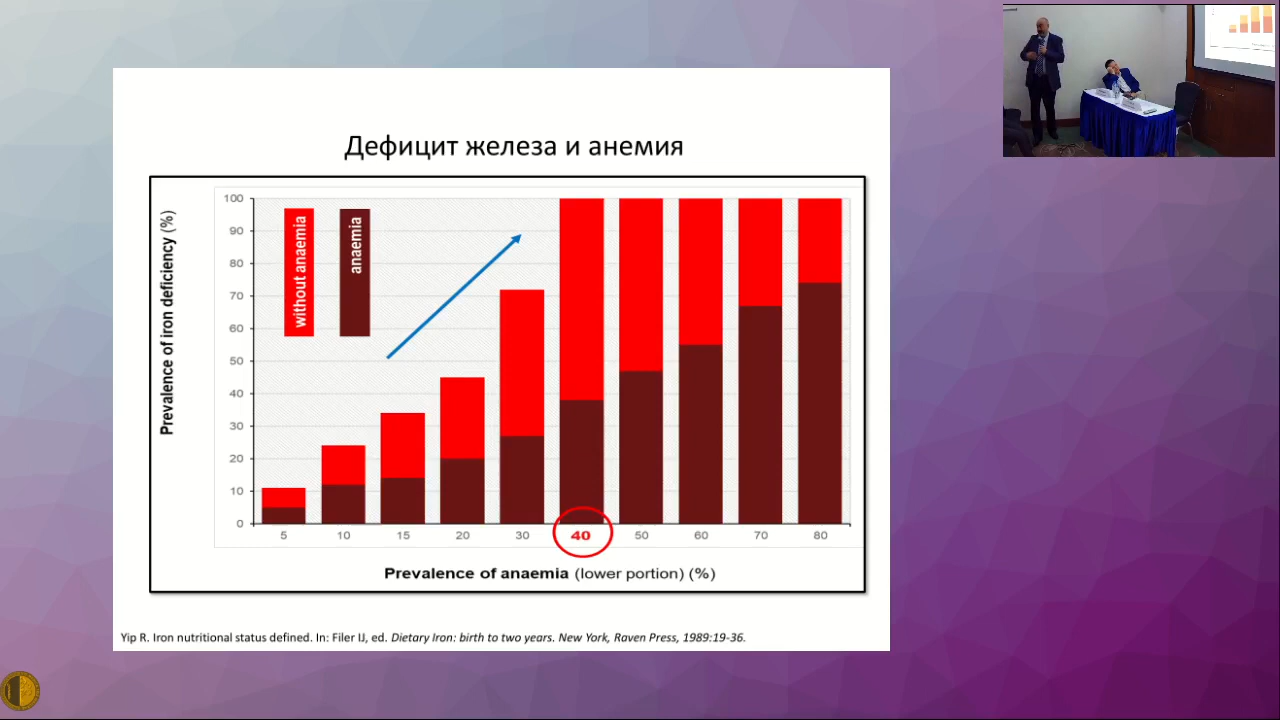 Дефицит железа и анемия
Prevalence of iron deficiency (%)
100
90
80
70
60
50
40
30
20
10
0
without anaemia
anaemia
5 10 15 20 30 40 50 60 70 80
Prevalence of anaemia (lower portion) (%)
Yip R. Iron nutritional status defined. In: Filer IJ, ed. Dietary Iron: birth to two years. New York, Raven Press, 1989:19-36.